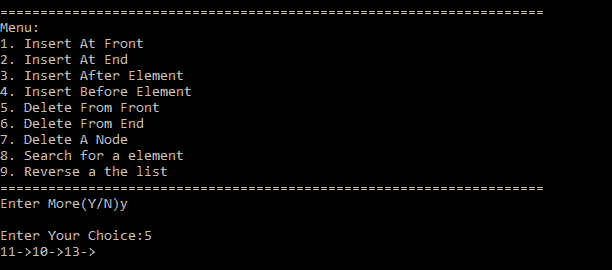 ====================================================================
Menu:
1. Insert At Front
2. Insert At End
3. Insert After Element
4. Insert Before Element
5. Delete From Front
6. Delete From End
7. Delete A Node
8. Search for a element
9. Reverse a the list
====================================================================
Enter More(Y/N)y
Enter Your Choice:5
11->10->13->